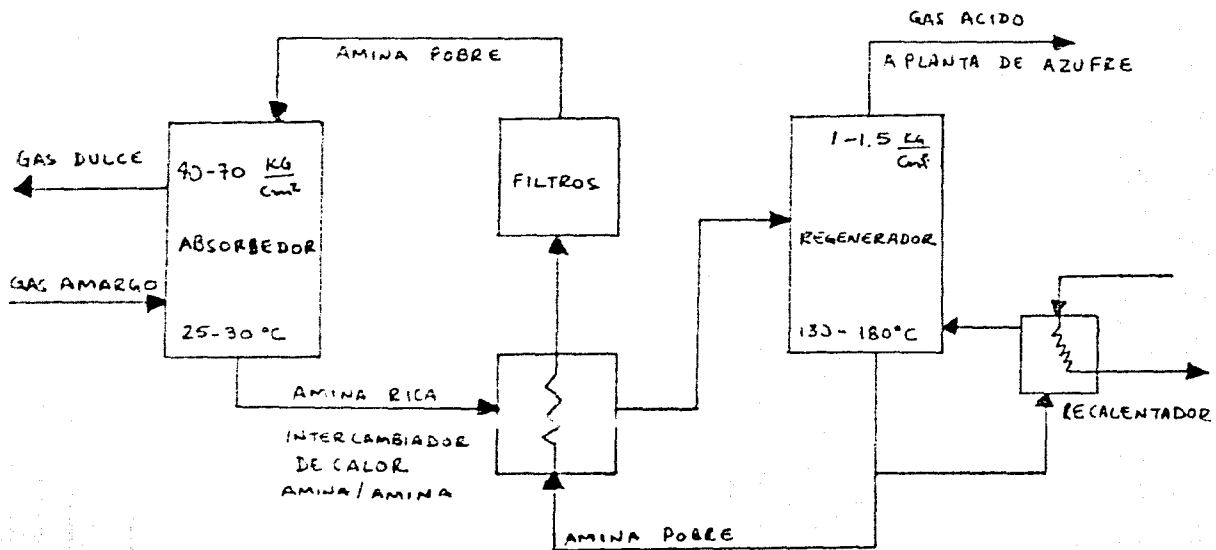 GAS ACIDO
A PLANTA DE AZUFRE
AMINA POBRE
GAS DULCE
40-70 KG/Cm²
ABSORBEDOR
GAS AMARGO
25-30 °C
FILTROS
1-1.5 KG/Cm²
REGENERADOR
130-180°C
AMINA RICA
INTERCAMBIADOR
DE CALOR
AMINA/AMINA
RECALENTADOR
AMINA POBRE